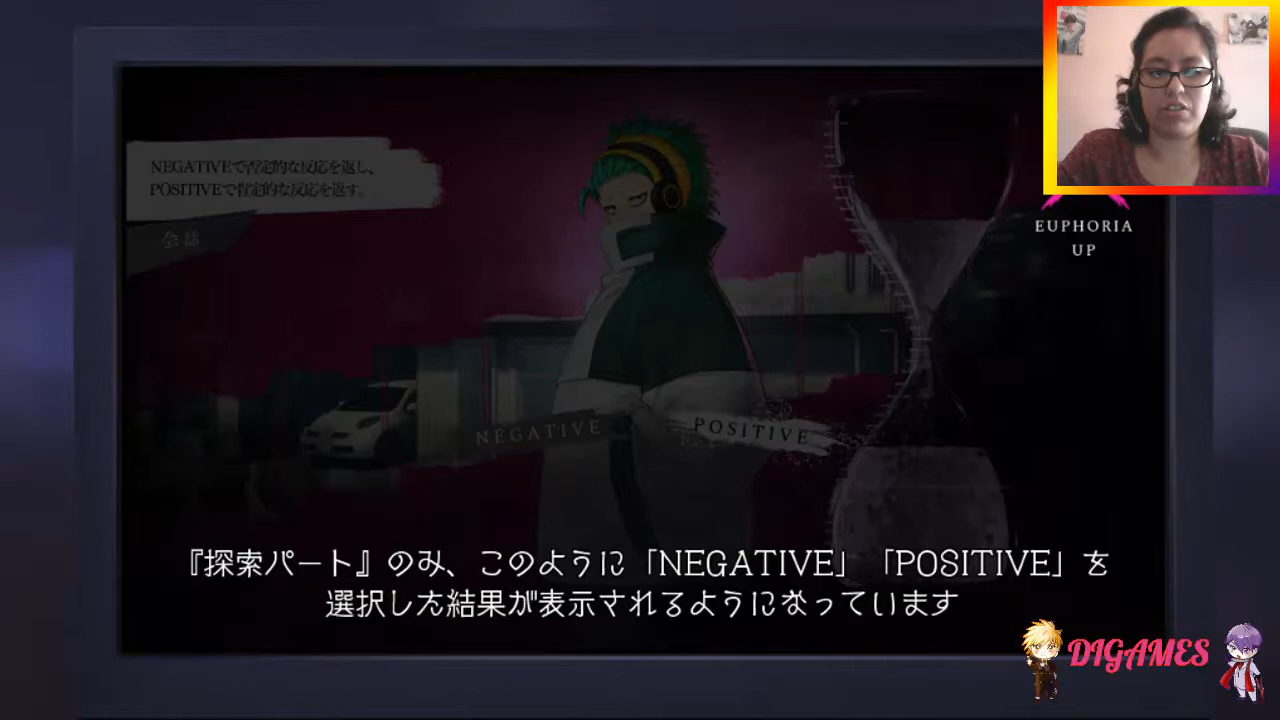 NEGATIVEで否定的な反応を返し、
POSITIVEで肯定的な反応を返す。
会話
EUPHORIA
UP
NEGATIVE
POSITIVE
『探索パート』のみ、このように「NEGATIVE」「POSITIVE」を
選択した結果が表示されるようになっています
DIGAMES